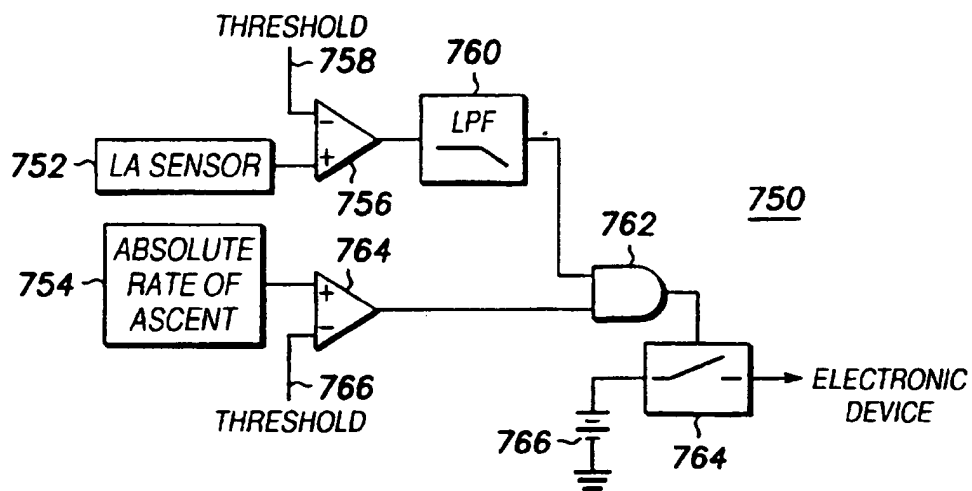 THRESHOLD
758
760
LPF
752
LA SENSOR
-
+
756
750
762
764
754
ABSOLUTE
RATE OF
ASCENT
+
-
766
THRESHOLD
ELECTRONIC
DEVICE
766
764